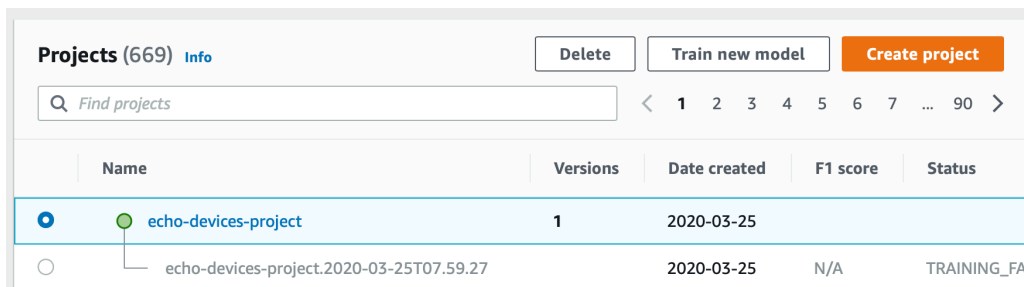 Projects (669) Info Delete Train new model Create project
Find projects 1 2 3 4 5 6 7 ... 90
Name Versions Date created F1 score Status
echo-devices-project 1 2020-03-25
echo-devices-project.2020-03-25T07.59.27 2020-03-25 N/A TRAINING_FA